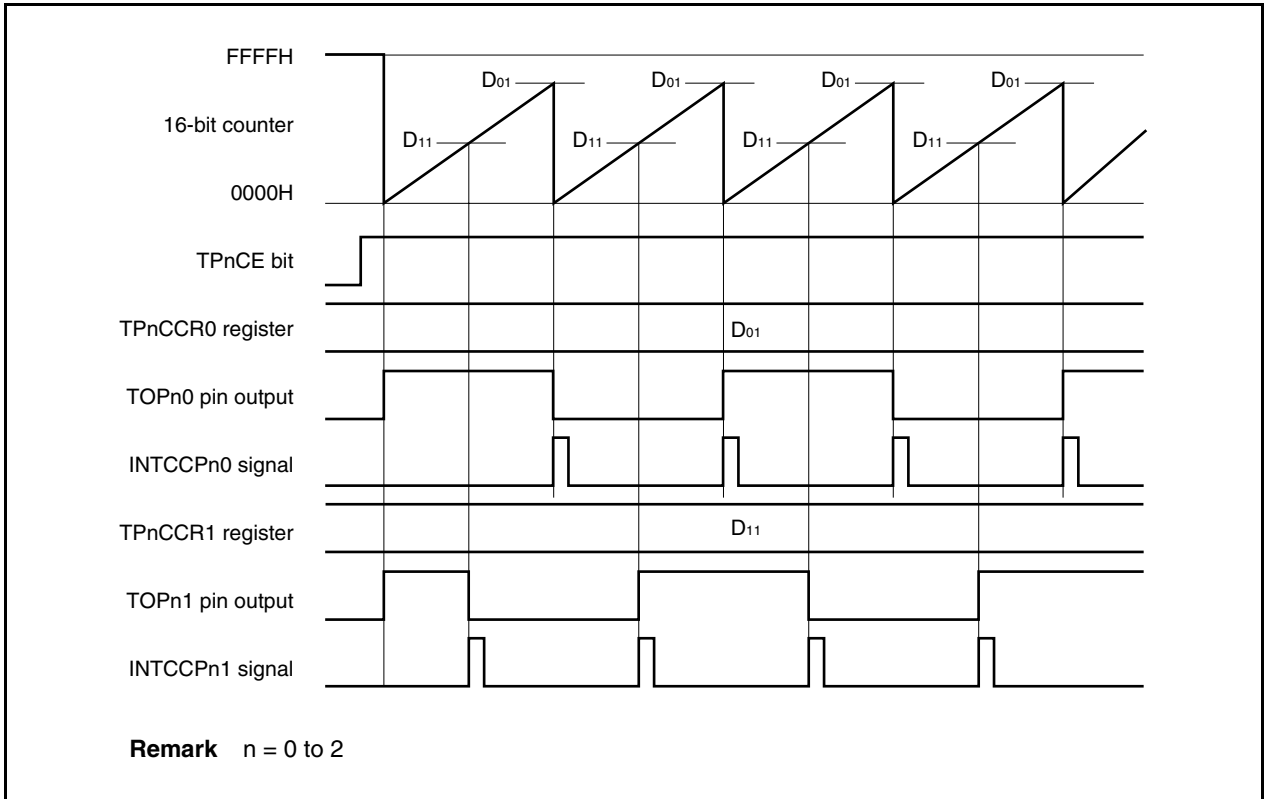 FFFFH
D01 D01 D01 D01
16-bit counter
D11 D11 D11 D11
0000H
TPnCE bit
TPnCCR0 register
D01
TOPn0 pin output
INTCCPn0 signal
TPnCCR1 register
D11
TOPn1 pin output
INTCCPn1 signal
Remark n = 0 to 2